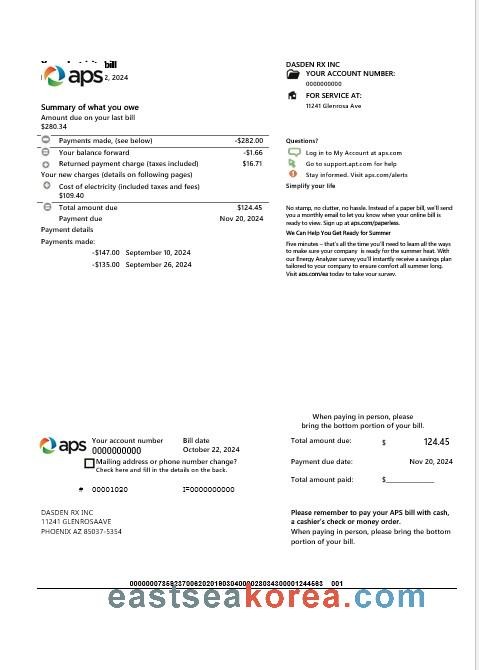 bill
aps 2, 2024
DASDEN RX INC
YOUR ACCOUNT NUMBER:
0000000000
FOR SERVICE AT:
11241 Glenrosa Ave
Summary of what you owe
Amount due on your last bill
$280.34
Payments made, (see below) -$282.00
Your balance forward -$1.66
Returned payment charge (taxes included) $16.71
Your new charges (details on following pages)
Cost of electricity (included taxes and fees)
$109.40
Total amount due $124.45
Payment due Nov 20, 2024
Payment details
Payments made:
-$147.00 September 10, 2024
-$135.00 September 26, 2024
Questions?
Log in to My Account at aps.com
Go to support.apt.com for help
Stay informed. Visit aps.com/alerts
Simplify your life
No stamp, no clutter, no hassle. Instead of a paper bill, we'll send
you a monthly email to let you know when your online bill is
ready to view. Sign up at aps.com/paperless.
We Can Help You Get Ready for Summer
Five minutes – that's all the time you'll need to learn all the ways
to make sure your company is ready for the summer heat. With
our Energy Analyzer survey you'll instantly receive a savings plan
tailored to your company to ensure comfort all summer long.
Visit aps.com/ea today to take your survey.
When paying in person, please
bring the bottom portion of your bill.
aps
Your account number Bill date
0000000000 October 22, 2024
Mailing address or phone number change?
Check here and fill in the details on the back.
# 00001020 I=0000000000
Total amount due: $ 124.45
Payment due date: Nov 20, 2024
Total amount paid: $
DASDEN RX INC
11241 GLENROSAAVE
PHOENIX AZ 85037-5354
Please remember to pay your APS bill with cash,
a cashier's check or money order.
When paying in person, please bring the bottom
portion of your bill.
001
eastseakorea.com